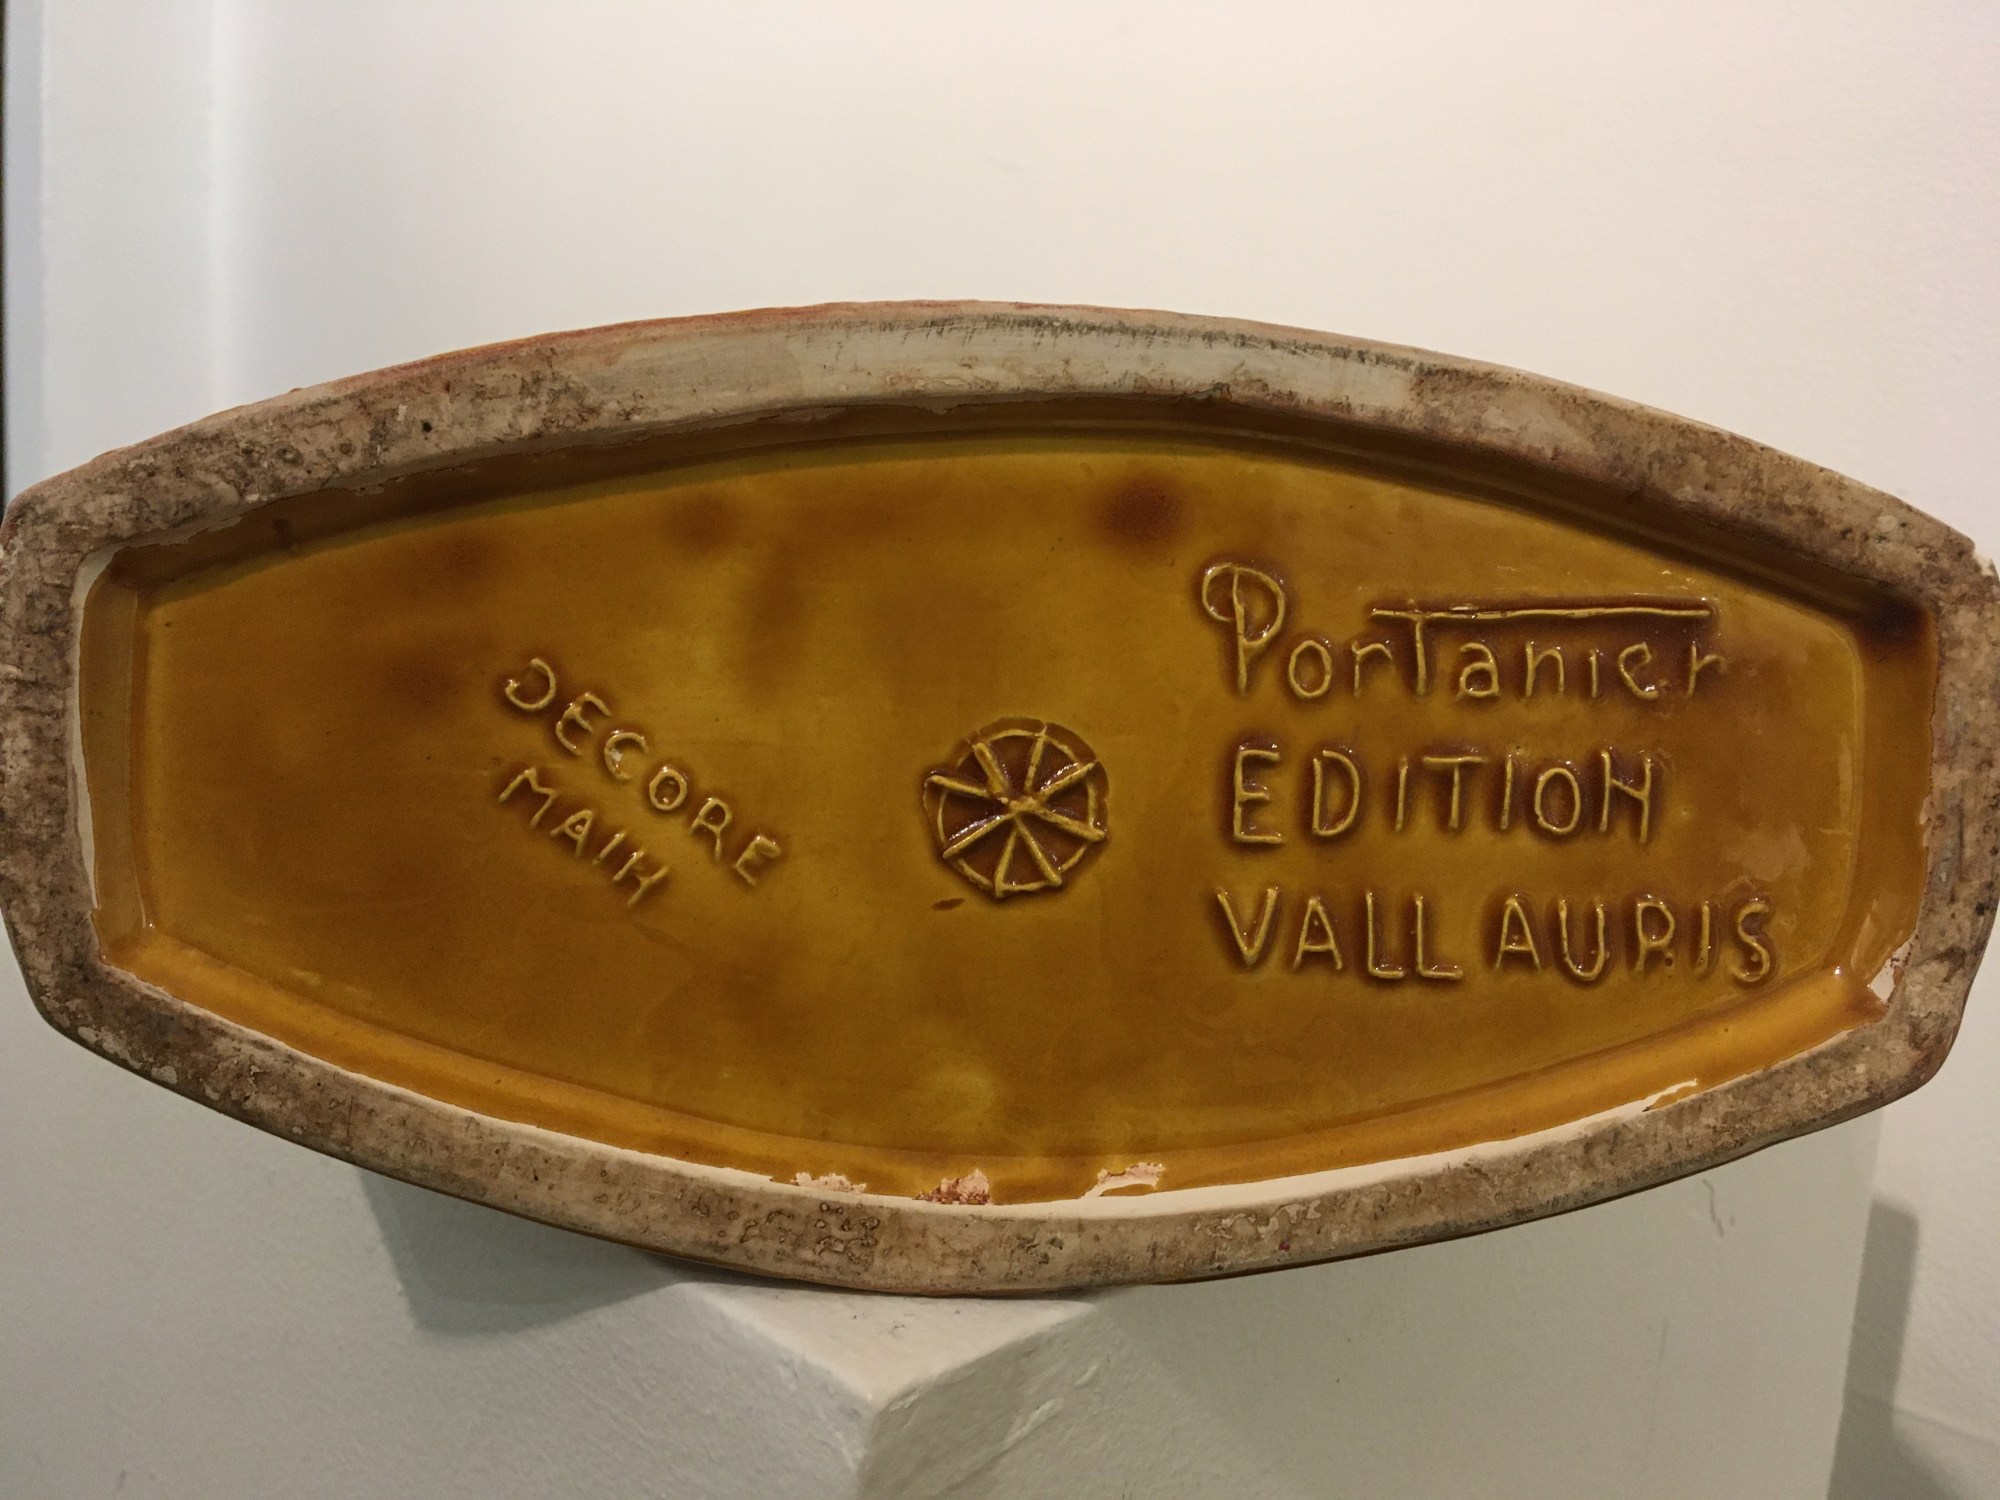 DECORE
MAIN
Portanier
EDITION
VALLAURIS